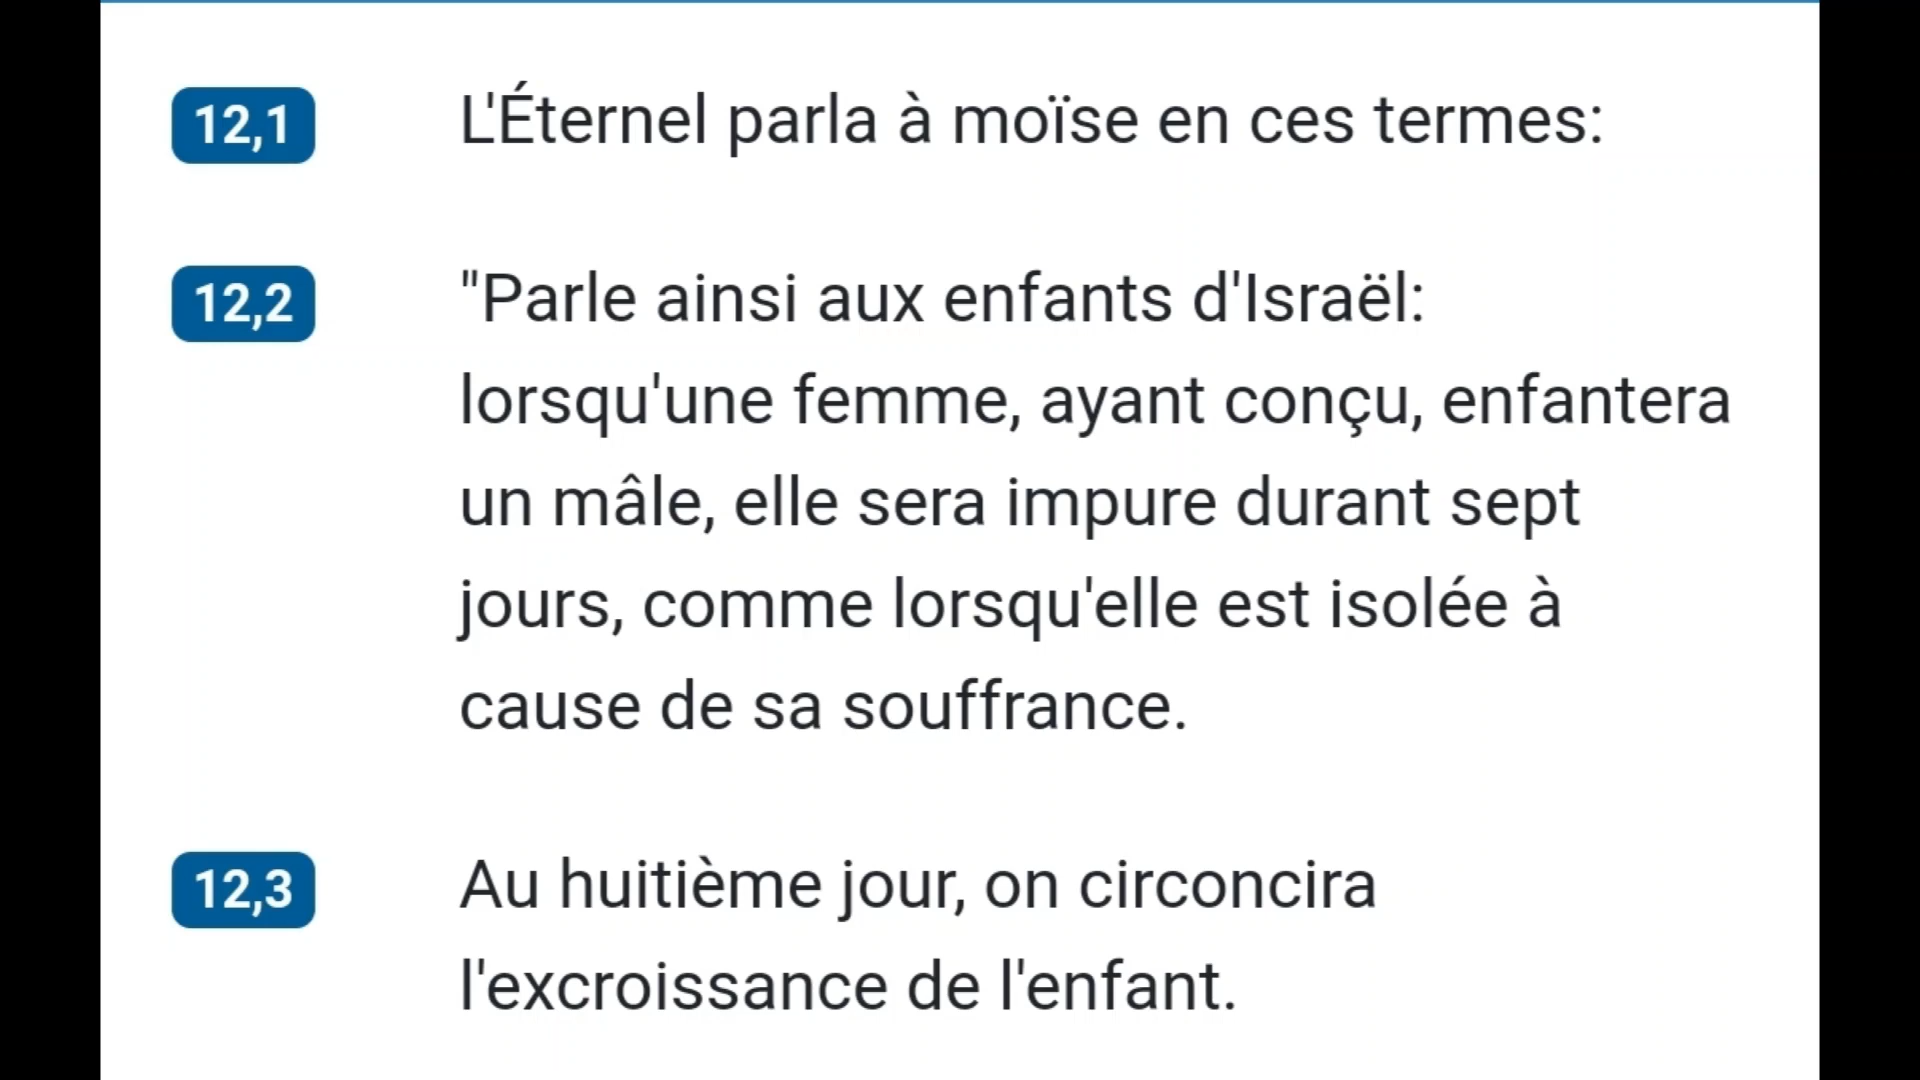 12,1 L'Éternel parla à moïse en ces termes:
12,2 "Parle ainsi aux enfants d'Israël:
lorsqu'une femme, ayant conçu, enfantera
un mâle, elle sera impure durant sept
jours, comme lorsqu'elle est isolée à
cause de sa souffrance.
12,3 Au huitième jour, on circoncira
l'excroissance de l'enfant.